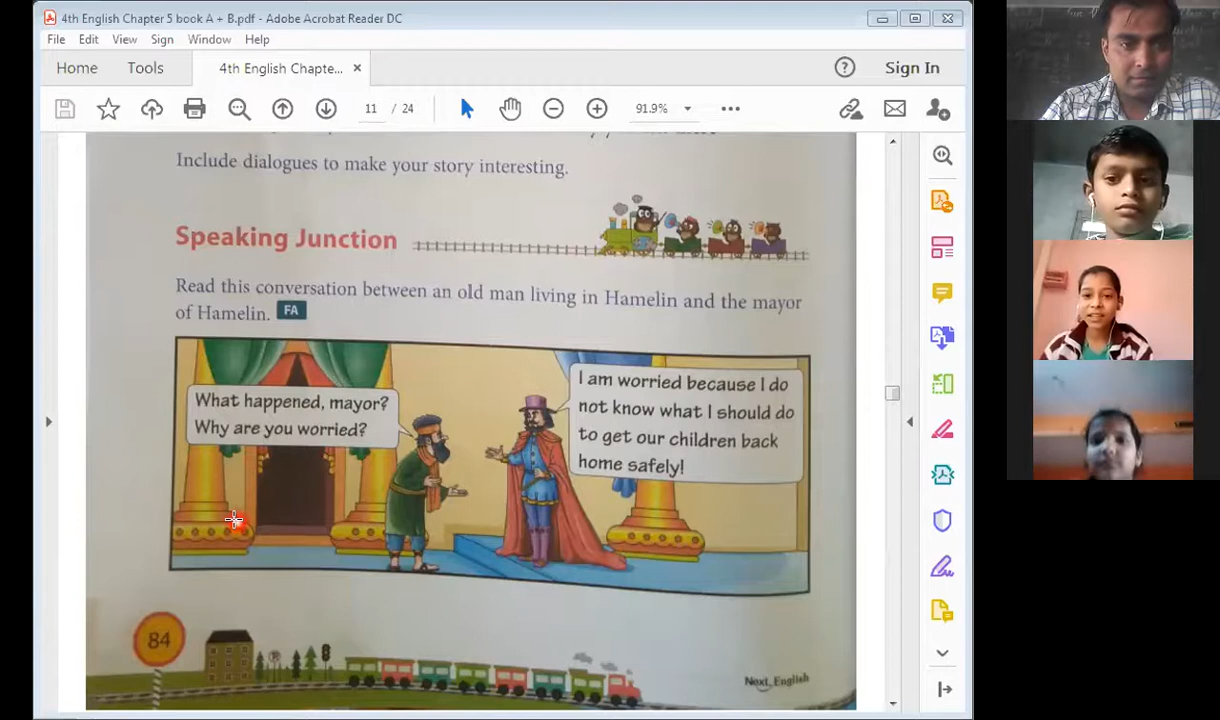 4th English Chapter 5 book A + B.pdf - Adobe Acrobat Reader DC
File Edit View Sign Window Help
Home Tools 4th English Chapte... × Sign In
11 / 24 91.9%
Include dialogues to make your story interesting.
Speaking Junction
Read this conversation between an old man living in Hamelin and the mayor
of Hamelin. FA
What happened, mayor?
Why are you worried?
I am worried because I do
not know what I should do
to get our children back
home safely!
84
Next English